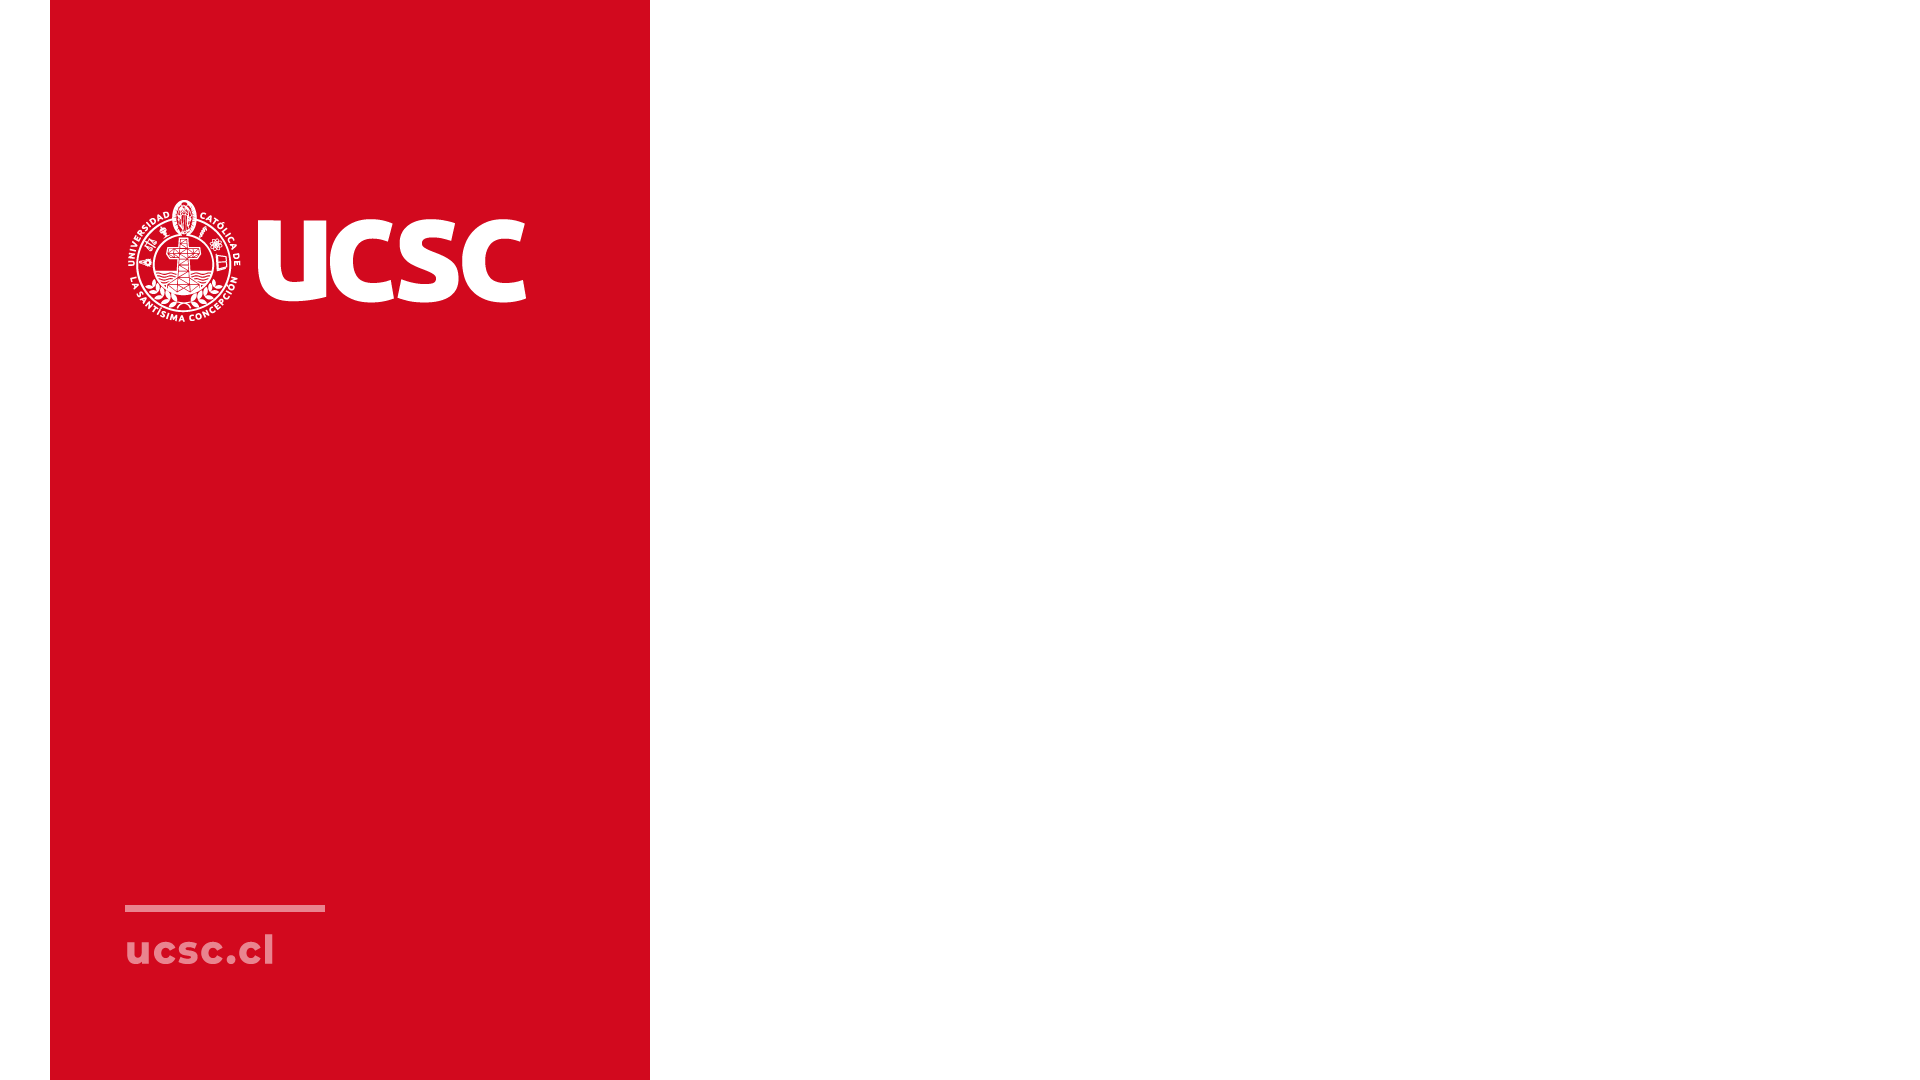 UNIVERSIDAD CATÓLICA DE
LA SANTÍSIMA CONCEPCIÓN
UCSC
ucsc.cl